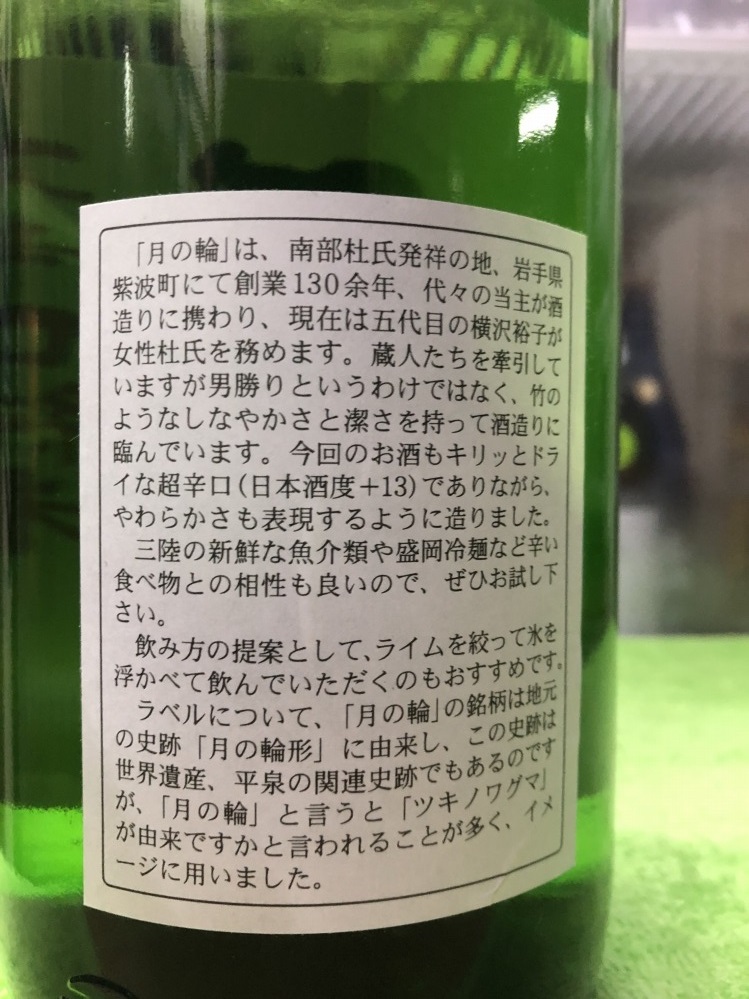 「月の輪」は、南部杜氏発祥の地、岩手県
紫波町にて創業130余年、代々の当主が酒
造りに携わり、現在は五代目の横沢裕子が
女性杜氏を務めます。蔵人たちを牽引して
いますが男勝りというわけではなく、竹の
ようなしなやかさと潔さを持って酒造りに
臨んでいます。今回のお酒もキリッとドラ
イな超辛口(日本酒度+13)でありながら、
やわらかさも表現するように造りました。
三陸の新鮮な魚介類や盛岡冷麺など辛い
食べ物との相性も良いので、ぜひお試し下
さい。
飲み方の提案として、ライムを絞って氷を
浮かべて飲んでいただくのもおすすめです。
ラベルについて、「月の輪」の銘柄は地元
の史跡「月の輪形」に由来し、この史跡は
世界遺産、平泉の関連史跡でもあるのです
が、「月の輪」と言うと「ツキノワグマ」
が由来ですかと言われることが多く、イメ
ージに用いました。